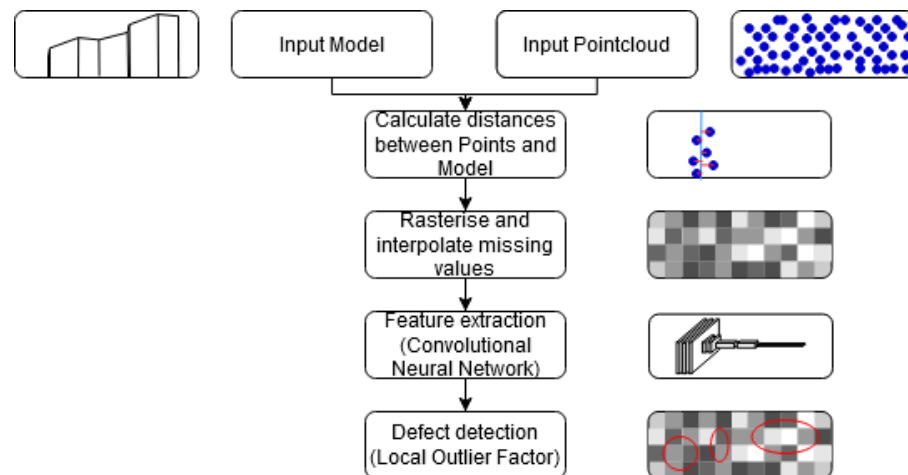 Input Model
Input Pointcloud
Calculate distances
between Points and
Model
Rasterise and
interpolate missing
values
Feature extraction
(Convolutional
Neural Network)
Defect detection
(Local Outlier Factor)